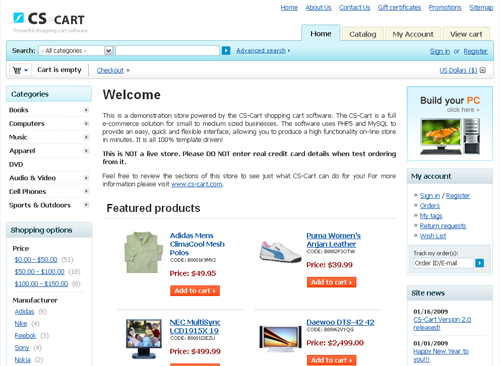 Home About Us Contact Us Gift certificates Promotions Sitemap
CS CART
Powerful shopping cart software
Home Catalog My Account View cart
Search: - All categories - Advanced search Sign in or Register
Cart is empty Checkout » US Dollars ($)
Categories
Books
Computers
Music
Apparel
DVD
Audio & Video
Cell Phones
Sports & Outdoors
Shopping options
Price
$0.00 - $50.00 (51)
$50.00 - $100.00 (18)
$100.00 - $150.00 (8)
Manufacturer
Adidas (8)
Nike (4)
Reebok (3)
Sony (4)
Nokia (2)
Welcome
This is a demonstration store powered by the CS-Cart shopping cart software. The CS-Cart is a full
e-commerce solution for small to medium sized businesses. The software uses PHP5 and MySQL to
provide an easy, quick and flexible interface, allowing you to produce a high functionality on-line store
in minutes. It is all 100% template driven!
This is NOT a live store. Please DO NOT enter real credit card details when test ordering
from it.
Feel free to review the sections of this store to see just what CS-Cart can do for you! For more
information please visit www.cs-cart.com.
Featured products
Adidas Mens
ClimaCool Mesh
Polos
Price: $49.95
Add to cart
Puma Women's
Anjan Leather
Price: $39.99
Add to cart
NEC MultiSync
LCD1915X 19
Price: $499.99
Daewoo DTS-42 42
Price: $2,499.00
Add to cart
Build your PC
click here »
My account
» Sign in / Register
» Orders
» My tags
» Return requests
» Wish List
Track my order(s):
Order ID/E-mail
Site news
01/16/2009
CS-Cart Version 2.0
released!
01/01/2009
Happy New Year to
you!!!